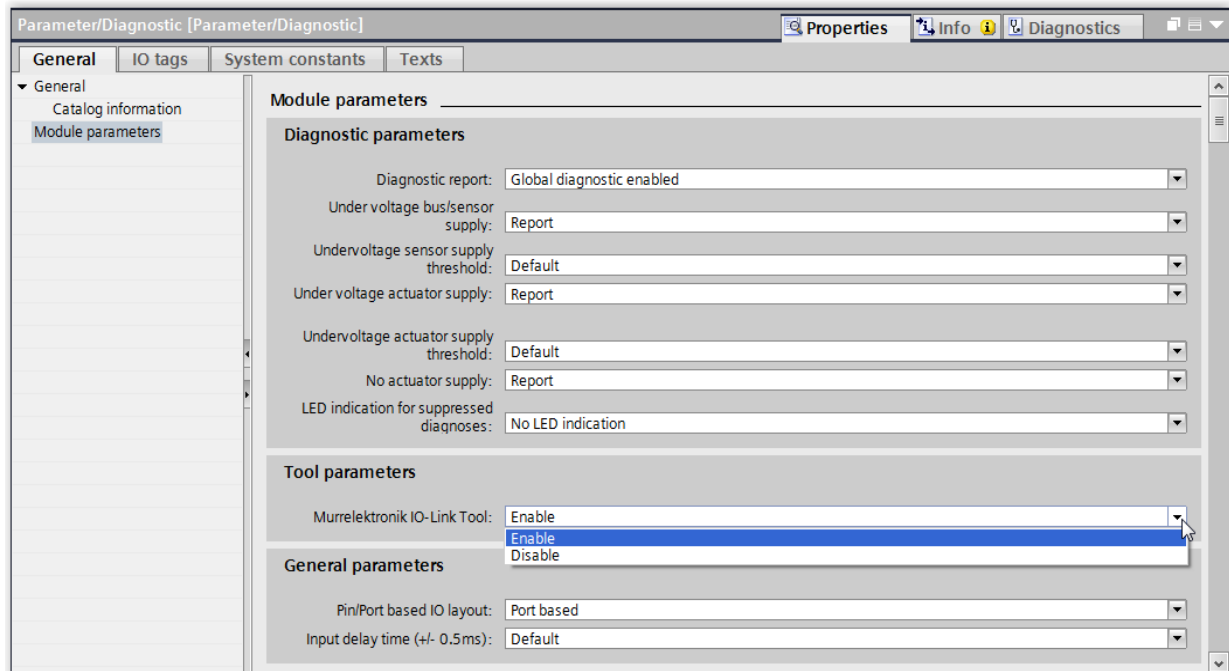 Parameter/Diagnostic [Parameter/Diagnostic]
Properties
Info
Diagnostics
General
IO tags
System constants
Texts
General
Catalog information
Module parameters
Module parameters
Diagnostic parameters
Diagnostic report: Global diagnostic enabled
Under voltage bus/sensor
supply: Report
Undervoltage sensor supply
threshold: Default
Under voltage actuator supply: Report
Undervoltage actuator supply
threshold: Default
No actuator supply: Report
LED indication for suppressed
diagnoses: No LED indication
Tool parameters
Murrelektronik IO-Link Tool: Enable
Enable
Disable
General parameters
Pin/Port based IO layout: Port based
Input delay time (+/- 0.5ms): Default